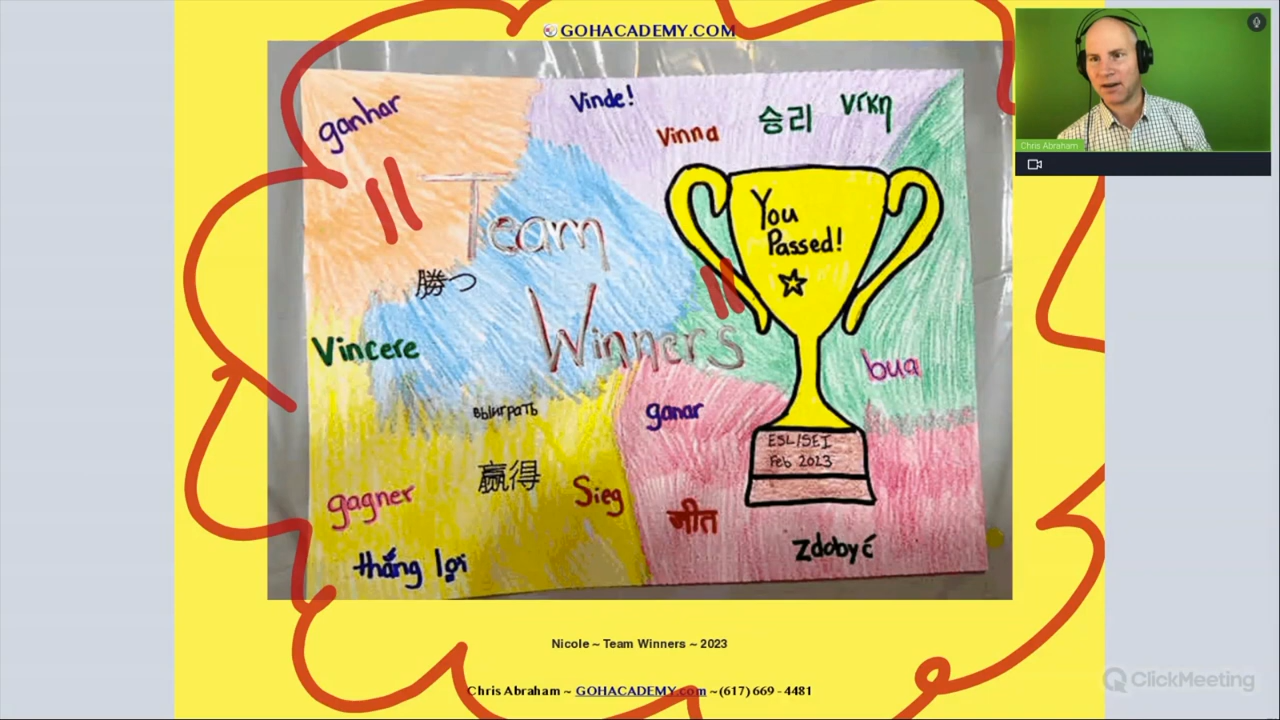 GOHACADEMY.COM
ganhar
Vinde!
Vinna
승리
νίκη
You
Passed!
Team
勝つ
Winners
Vincere
bua
выиграть
ganar
ESL/SEI
Feb 2023
赢得
gagner
Sieg
जीत
thắng lợi
Zdobyć
Chris Abraham
Nicole ~ Team Winners ~ 2023
Chris Abraham ~ GOHACADEMY.com ~(617) 669 - 4481
ClickMeeting